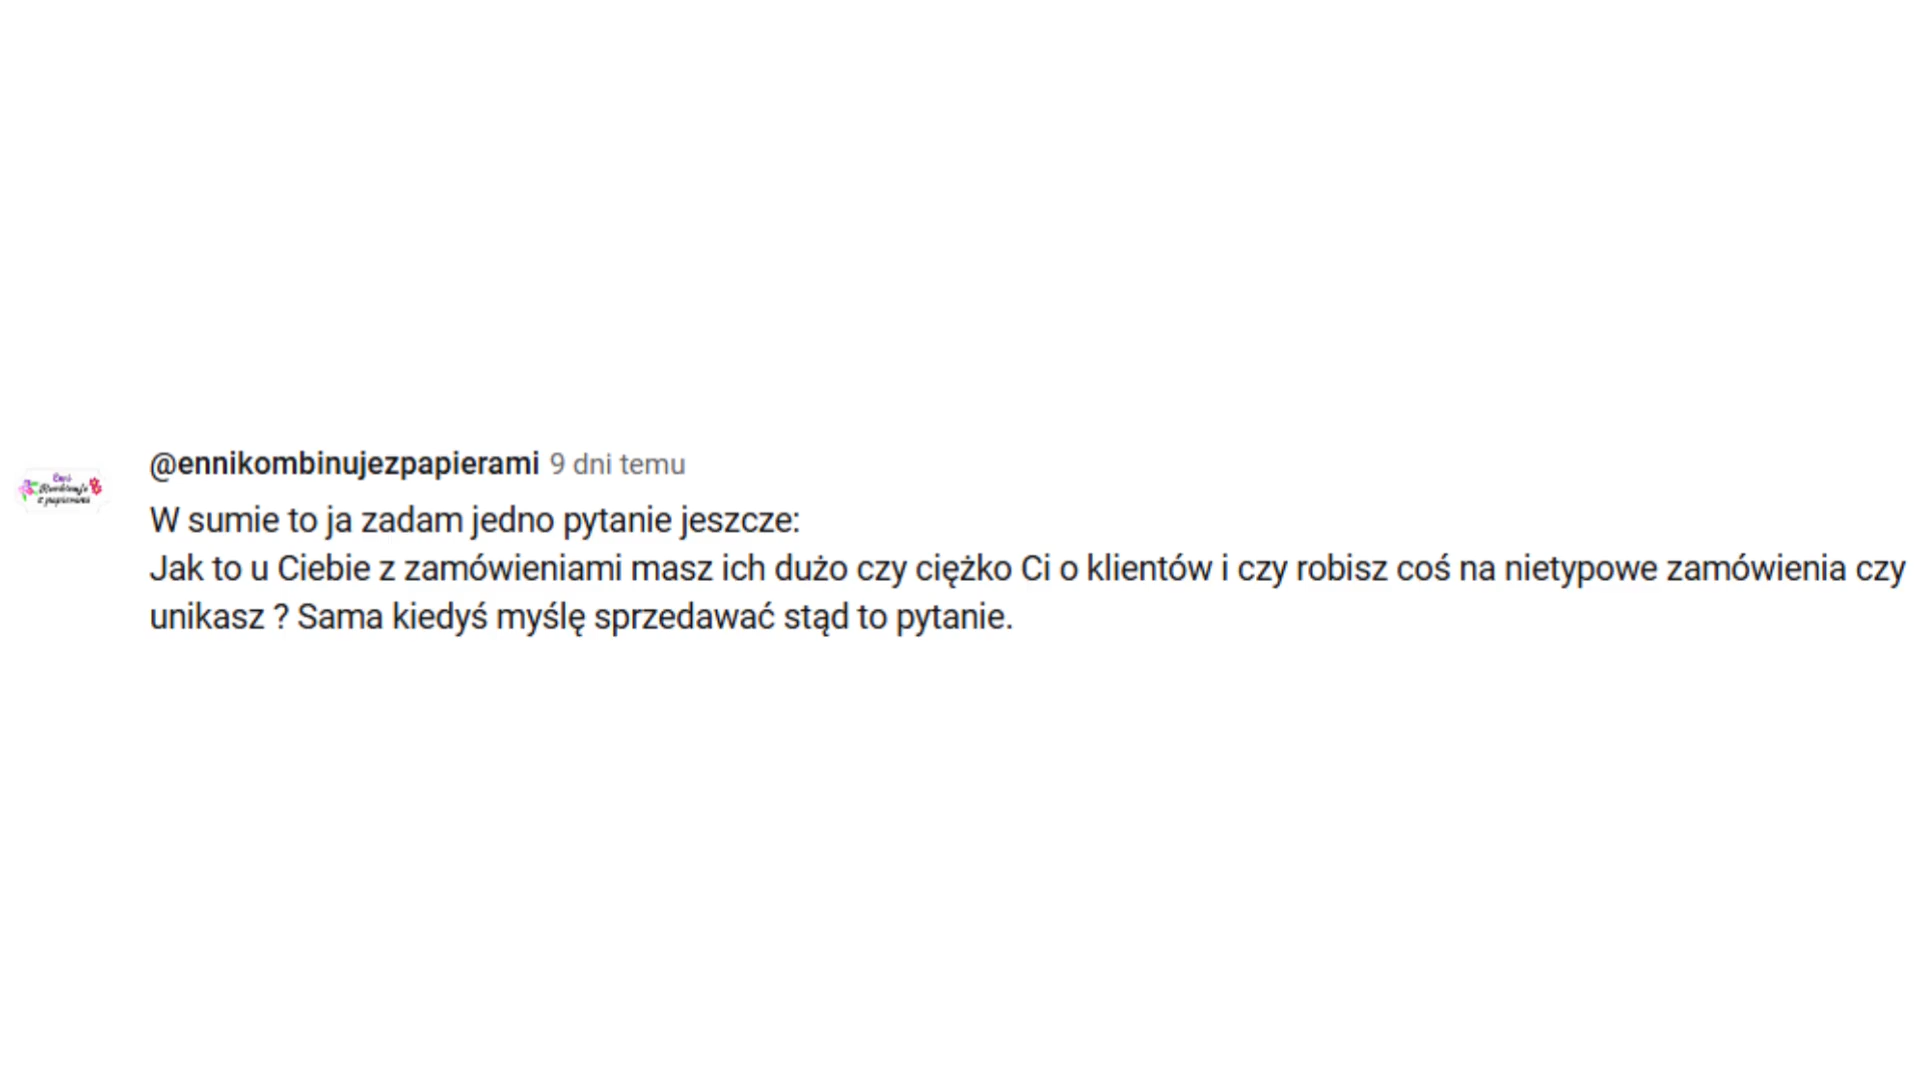 @ennikombinujezpapierami 9 dni temu
W sumie to ja zadam jedno pytanie jeszcze:
Jak to u Ciebie z zamówieniami masz ich dużo czy ciężko Ci o klientów i czy robisz coś na nietypowe zamówienia czy
unikasz ? Sama kiedyś myślę sprzedawać stąd to pytanie.